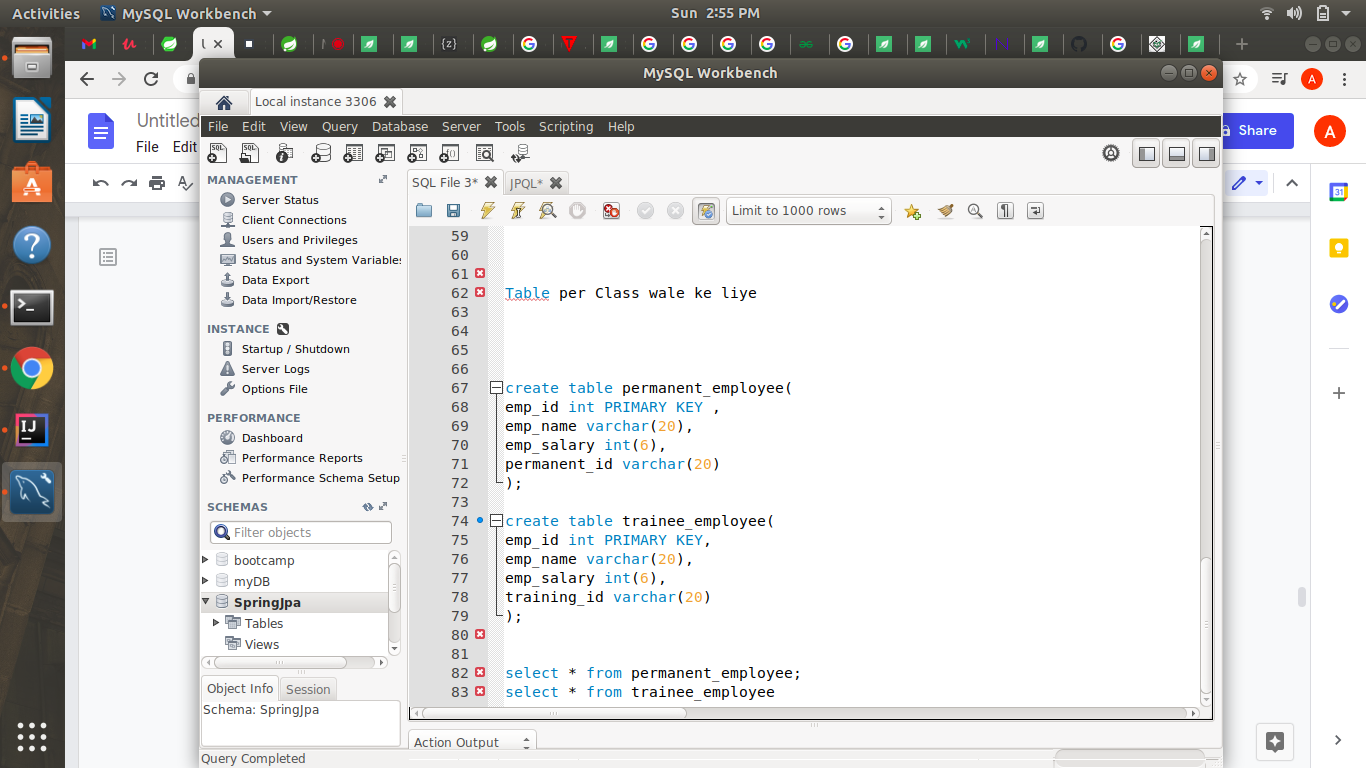 Activities MySQL Workbench Sun 2:55 PM
MySQL Workbench
Local instance 3306
Untitled
File Edit
Share
File Edit View Query Database Server Tools Scripting Help
MANAGEMENT
Server Status
Client Connections
Users and Privileges
Status and System Variables
Data Export
Data Import/Restore
INSTANCE
Startup / Shutdown
Server Logs
Options File
PERFORMANCE
Dashboard
Performance Reports
Performance Schema Setup
SCHEMAS
Filter objects
bootcamp
myDB
SpringJpa
Tables
Views
Object Info Session
Schema: SpringJpa
SQL File 3* JPQL*
Limit to 1000 rows
59
60
61
62 Table per Class wale ke liye
63
64
65
66
67 create table permanent_employee(
68 emp_id int PRIMARY KEY ,
69 emp_name varchar(20),
70 emp_salary int(6),
71 permanent_id varchar(20)
72 );
73
74 create table trainee_employee(
75 emp_id int PRIMARY KEY,
76 emp_name varchar(20),
77 emp_salary int(6),
78 training_id varchar(20)
79 );
80
81
82 select * from permanent_employee;
83 select * from trainee_employee
Action Output
Query Completed